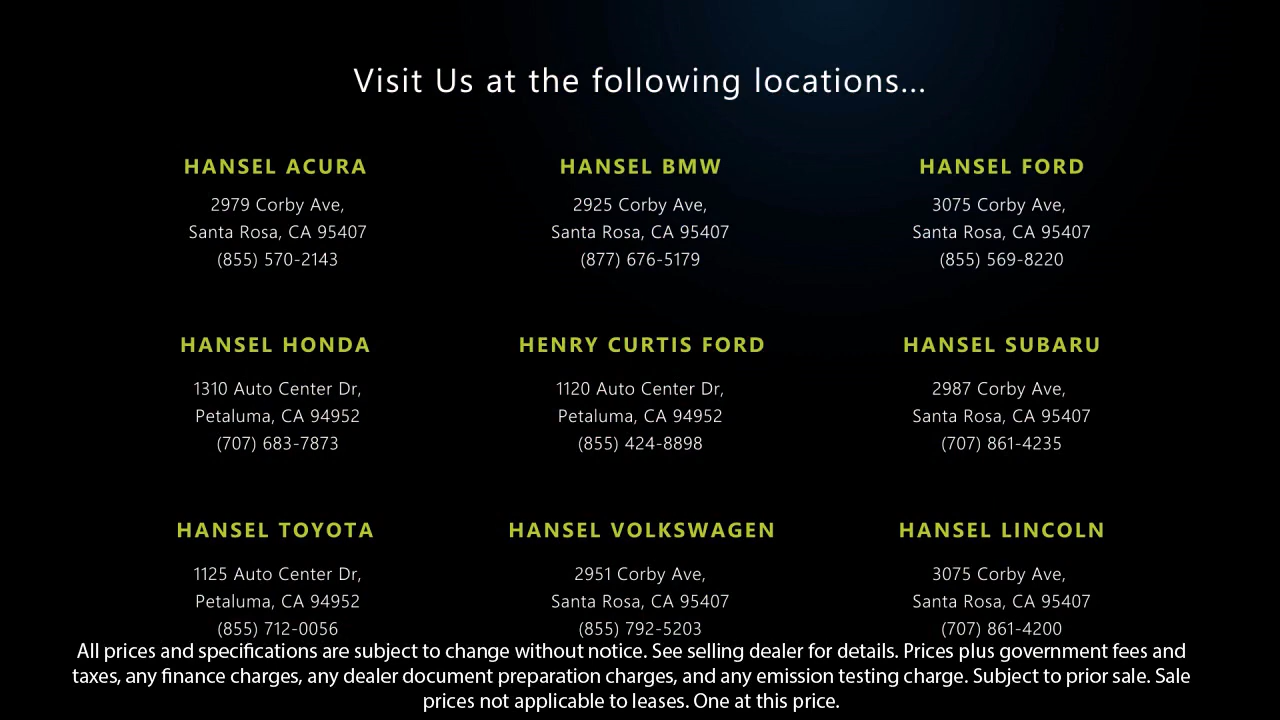 Visit Us at the following locations...
HANSEL ACURA
2979 Corby Ave,
Santa Rosa, CA 95407
(855) 570-2143
HANSEL BMW
2925 Corby Ave,
Santa Rosa, CA 95407
(877) 676-5179
HANSEL FORD
3075 Corby Ave,
Santa Rosa, CA 95407
(855) 569-8220
HANSEL HONDA
1310 Auto Center Dr,
Petaluma, CA 94952
(707) 683-7873
HENRY CURTIS FORD
1120 Auto Center Dr,
Petaluma, CA 94952
(855) 424-8898
HANSEL SUBARU
2987 Corby Ave,
Santa Rosa, CA 95407
(707) 861-4235
HANSEL TOYOTA
1125 Auto Center Dr,
Petaluma, CA 94952
(855) 712-0056
HANSEL VOLKSWAGEN
2951 Corby Ave,
Santa Rosa, CA 95407
(855) 792-5203
HANSEL LINCOLN
3075 Corby Ave,
Santa Rosa, CA 95407
(707) 861-4200
All prices and specifications are subject to change without notice. See selling dealer for details. Prices plus government fees and
taxes, any finance charges, any dealer document preparation charges, and any emission testing charge. Subject to prior sale. Sale
prices not applicable to leases. One at this price.